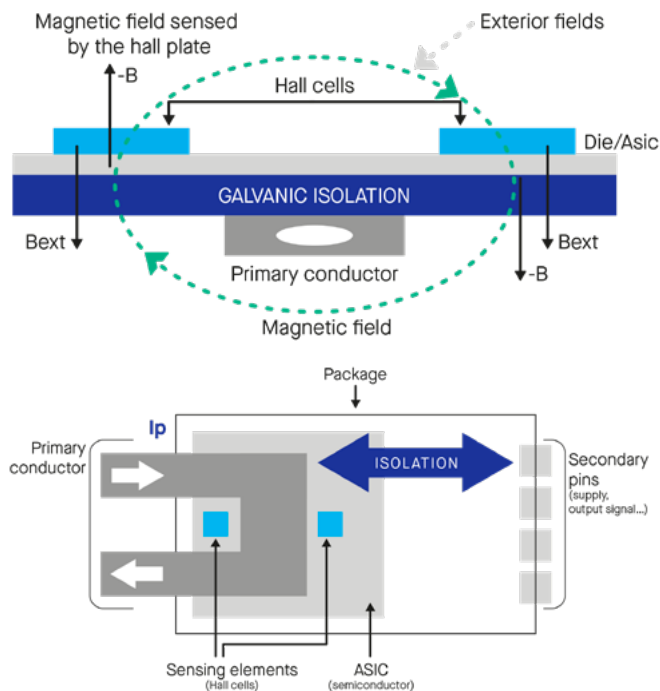 Magnetic field sensed
by the hall plate
Exterior fields
-B
Hall cells
Die/Asic
GALVANIC ISOLATION
Bext
Bext
Primary conductor
-B
Magnetic field
Package
Ip
Primary
conductor
ISOLATION
Secondary
pins
(supply,
output signal...)
Sensing elements
(Hall cells)
ASIC
(semiconductor)